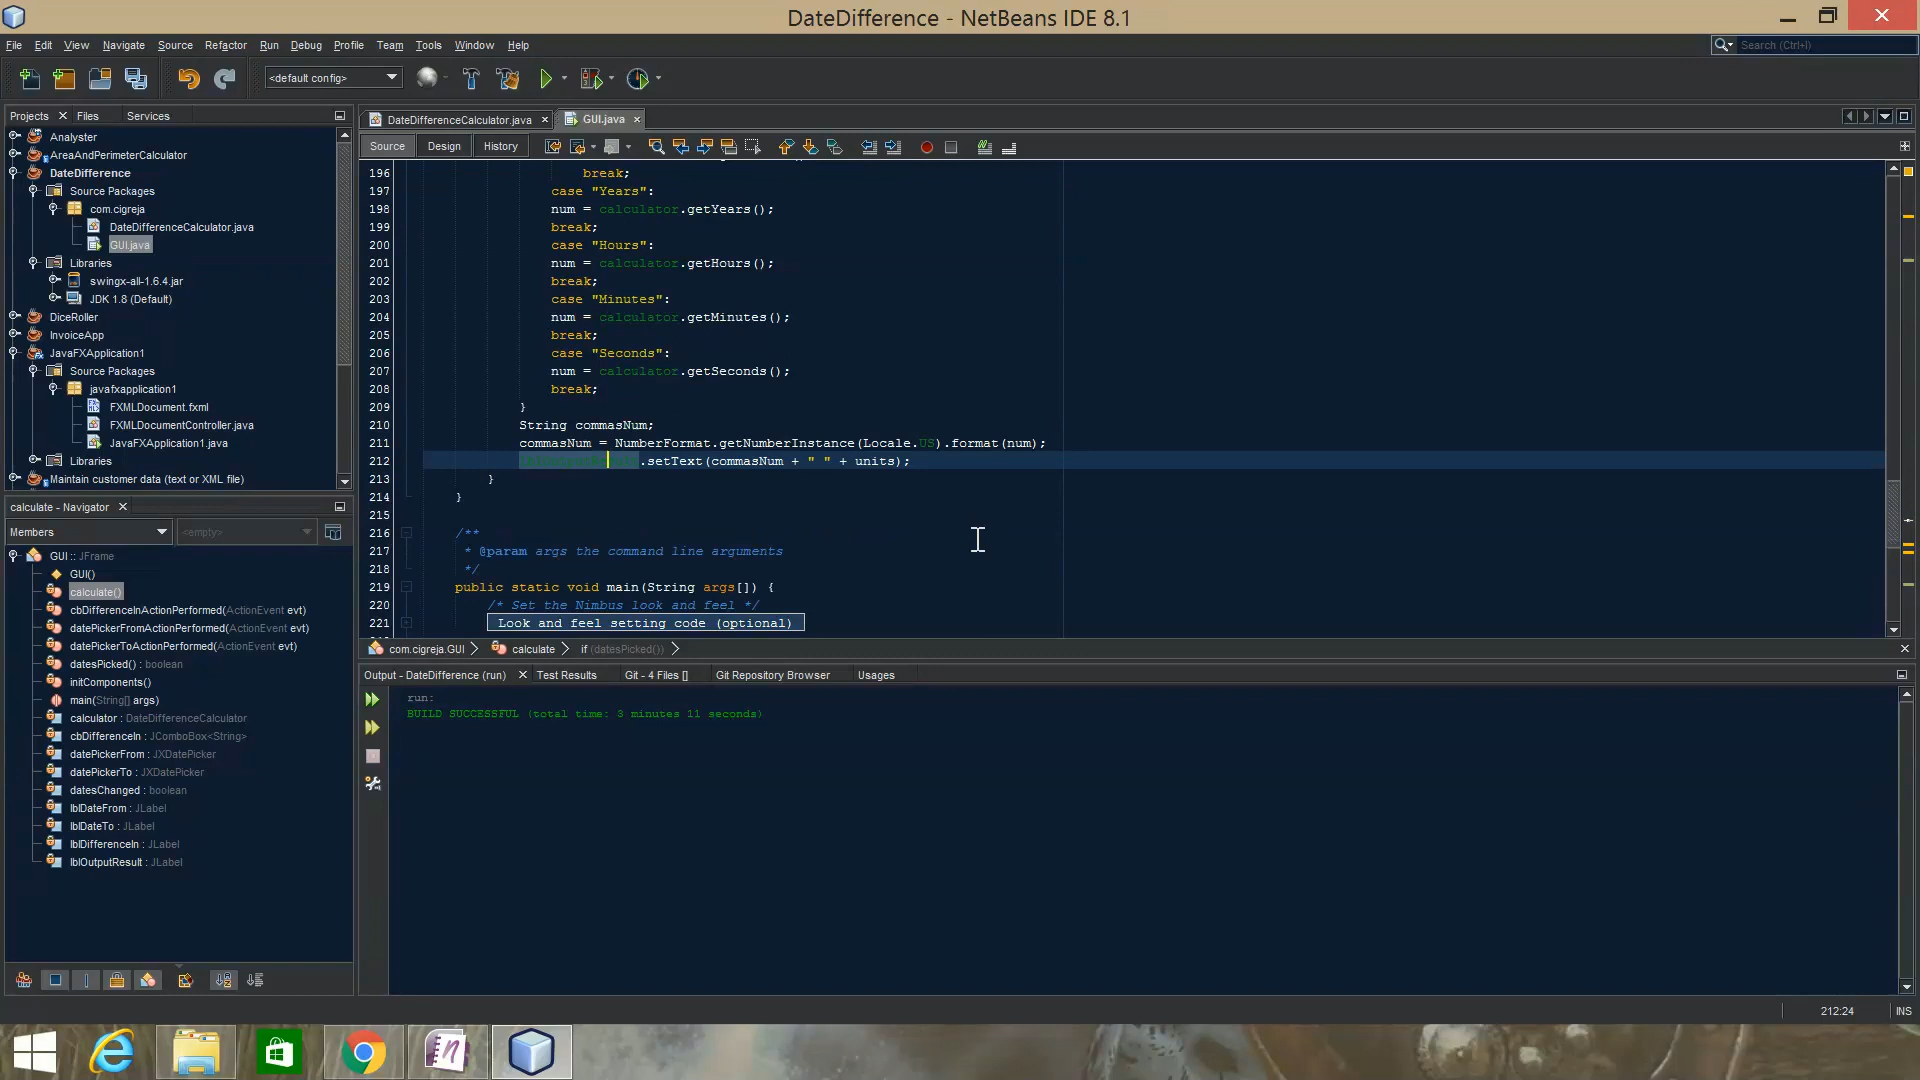 DateDifference - NetBeans IDE 8.1
File Edit View Navigate Source Refactor Run Debug Profile Team Tools Window Help
Search (Ctrl+I)
<default config>
Projects Files Services
Analyster
AreaAndPerimeterCalculator
DateDifference
Source Packages
com.cigreja
DateDifferenceCalculator.java
GUI.java
Libraries
swingx-all-1.6.4.jar
JDK 1.8 (Default)
DiceRoller
InvoiceApp
JavaFXApplication1
Source Packages
javafxapplication1
FXMLDocument.fxml
FXMLDocumentController.java
JavaFXApplication1.java
Libraries
Maintain customer data (text or XML file)
calculate - Navigator
Members <empty>
GUI :: JFrame
GUI()
calculate()
cbDifferenceInActionPerformed(ActionEvent evt)
datePickerFromActionPerformed(ActionEvent evt)
datePickerToActionPerformed(ActionEvent evt)
datesPicked() : boolean
initComponents()
main(String[] args)
calculator : DateDifferenceCalculator
cbDifferenceIn : JComboBox<String>
datePickerFrom : JXDatePicker
datePickerTo : JXDatePicker
datesChanged : boolean
lblDateFrom : JLabel
lblDateTo : JLabel
lblDifferenceIn : JLabel
lblOutputResult : JLabel
DateDifferenceCalculator.java GUI.java
Source Design History
196 break;
197 case "Years":
198 num = calculator.getYears();
199 break;
200 case "Hours":
201 num = calculator.getHours();
202 break;
203 case "Minutes":
204 num = calculator.getMinutes();
205 break;
206 case "Seconds":
207 num = calculator.getSeconds();
208 break;
209 }
210 String commasNum;
211 commasNum = NumberFormat.getNumberInstance(Locale.US).format(num);
212 .setText(commasNum + " " + units);
213 }
214 }
215
216 /**
217 * @param args the command line arguments
218 */
219 public static void main(String args[]) {
220 /* Set the Nimbus look and feel */
221 Look and feel setting code (optional)
com.cigreja.GUI calculate if (datesPicked())
Output - DateDifference (run) Test Results Git - 4 Files [] Git Repository Browser Usages
run:
BUILD SUCCESSFUL (total time: 3 minutes 11 seconds)
212:24 INS